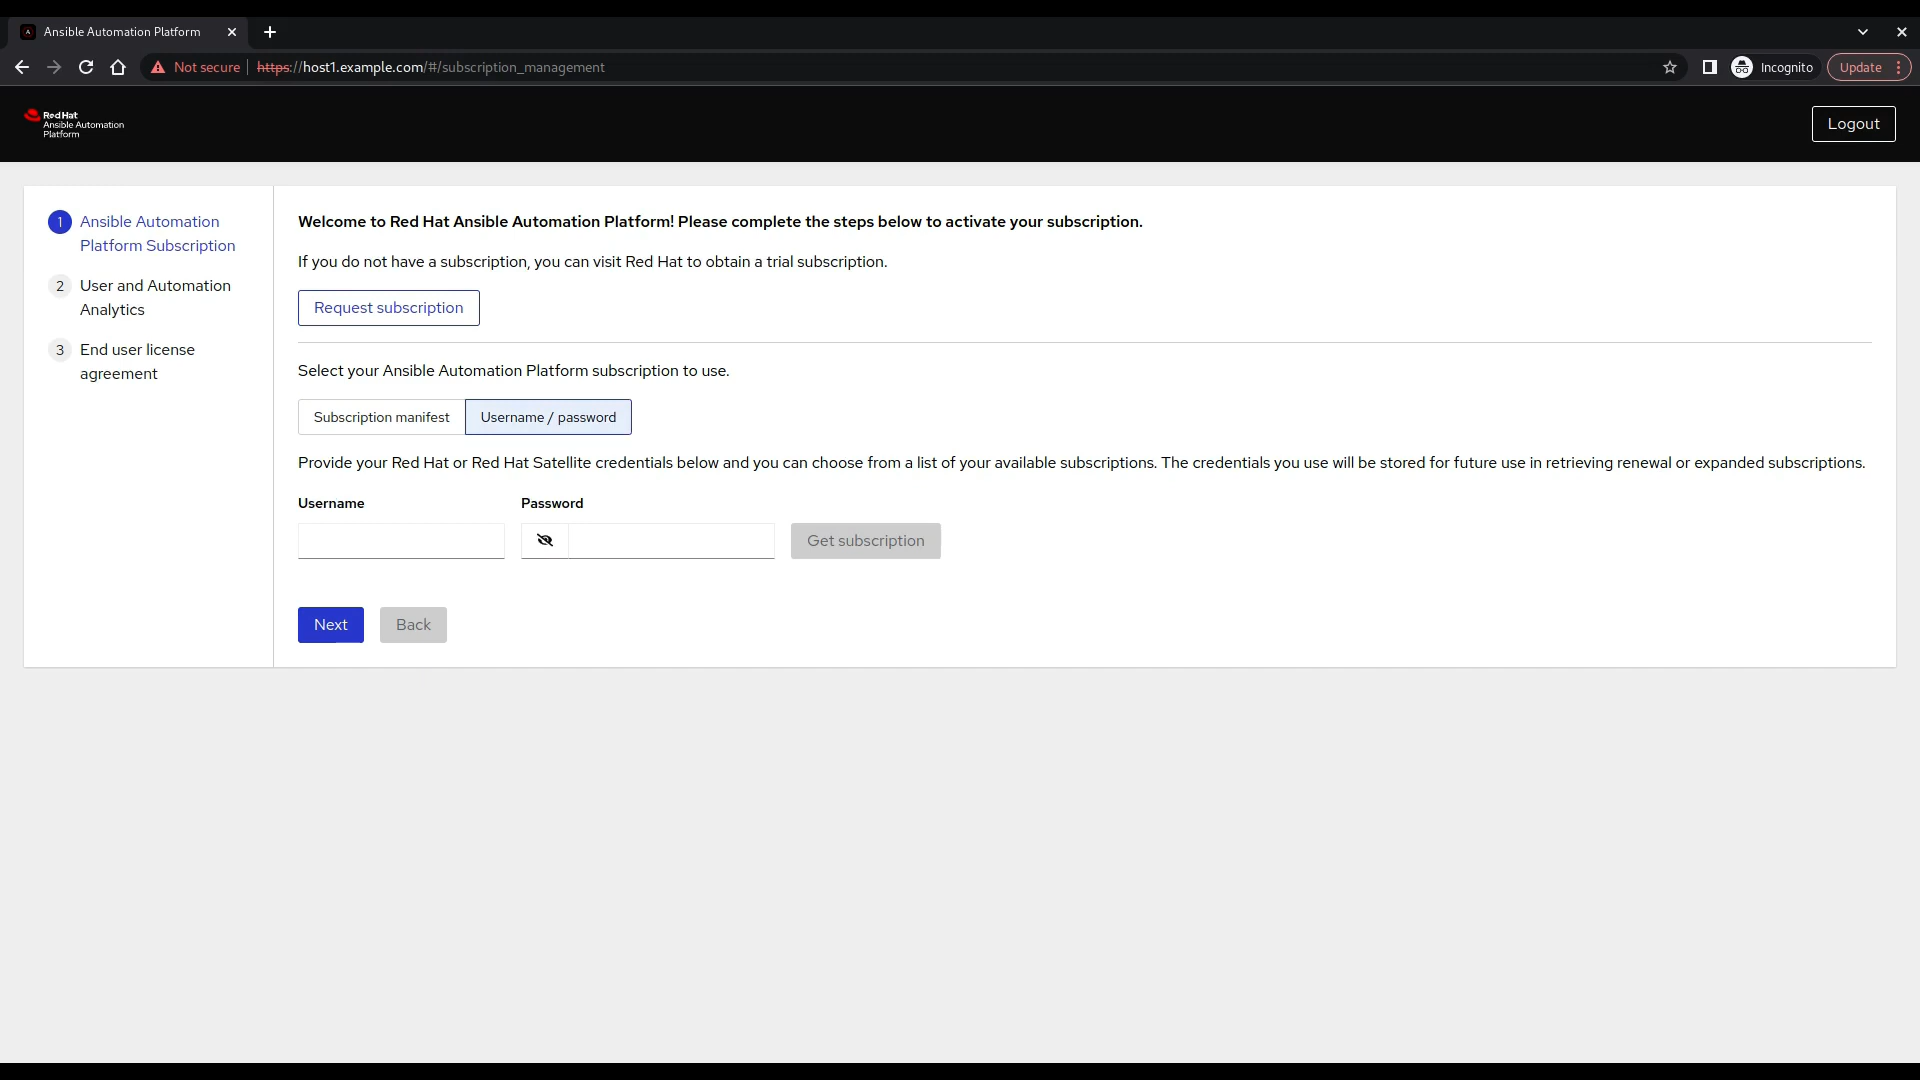 Ansible Automation Platform
Not secure
https://host1.example.com/#/subscription_management
Incognito
Update
Red Hat
Ansible Automation
Platform
Logout
1
Ansible Automation
Platform Subscription
2
User and Automation
Analytics
3
End user license
agreement
Welcome to Red Hat Ansible Automation Platform! Please complete the steps below to activate your subscription.
If you do not have a subscription, you can visit Red Hat to obtain a trial subscription.
Request subscription
Select your Ansible Automation Platform subscription to use.
Subscription manifest
Username / password
Provide your Red Hat or Red Hat Satellite credentials below and you can choose from a list of your available subscriptions. The credentials you use will be stored for future use in retrieving renewal or expanded subscriptions.
Username
Password
Get subscription
Next
Back